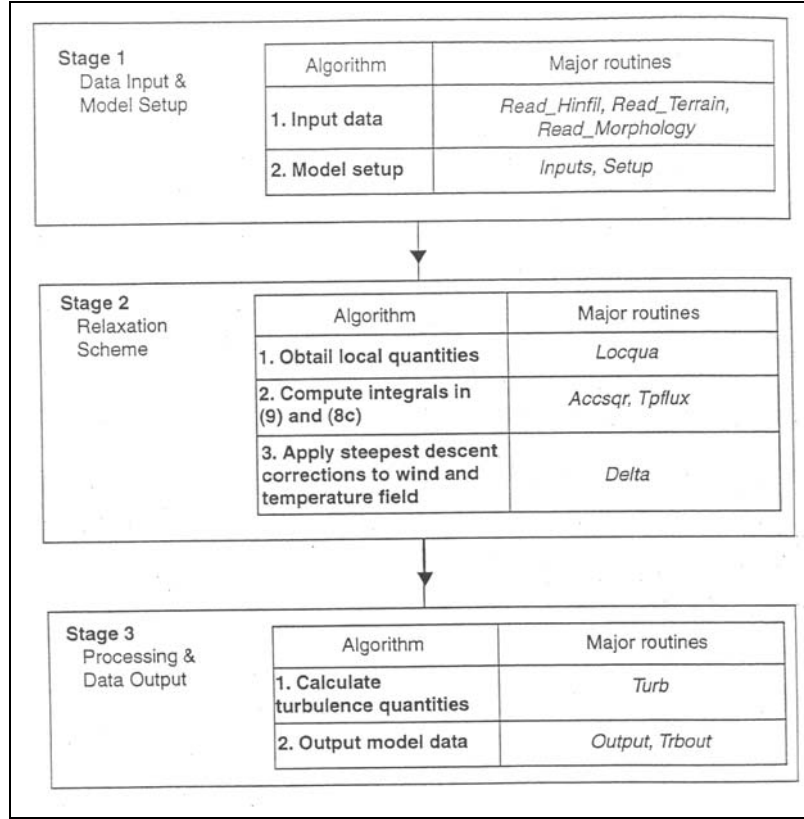 Stage 1
Data Input &
Model Setup
Algorithm
Major routines
1. Input data
Read_Hinfil, Read_Terrain,
Read_Morphology
2. Model setup
Inputs, Setup
Stage 2
Relaxation
Scheme
Algorithm
Major routines
1. Obtail local quantities
Locqua
2. Compute integrals in
(9) and (8c)
Accsqr, Tpflux
3. Apply steepest descent
corrections to wind and
temperature field
Delta
Stage 3
Processing &
Data Output
Algorithm
Major routines
1. Calculate
turbulence quantities
Turb
2. Output model data
Output, Trbout